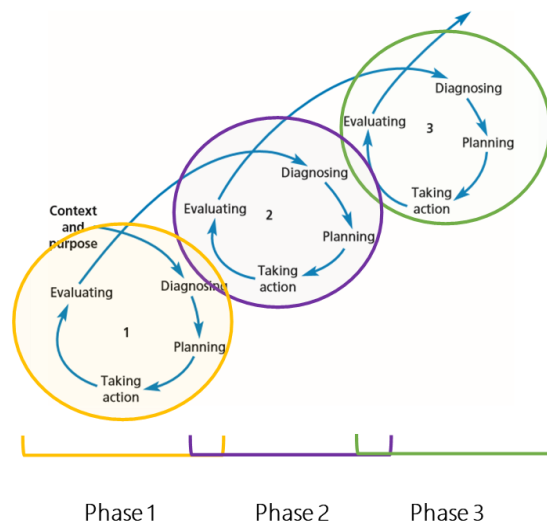 Diagnosing
Evaluating
3
Planning
Taking
action
Diagnosing
Evaluating
2
Planning
Taking
action
Context
and
purpose
Evaluating
Diagnosing
1
Planning
Taking
action
Phase 1
Phase 2
Phase 3